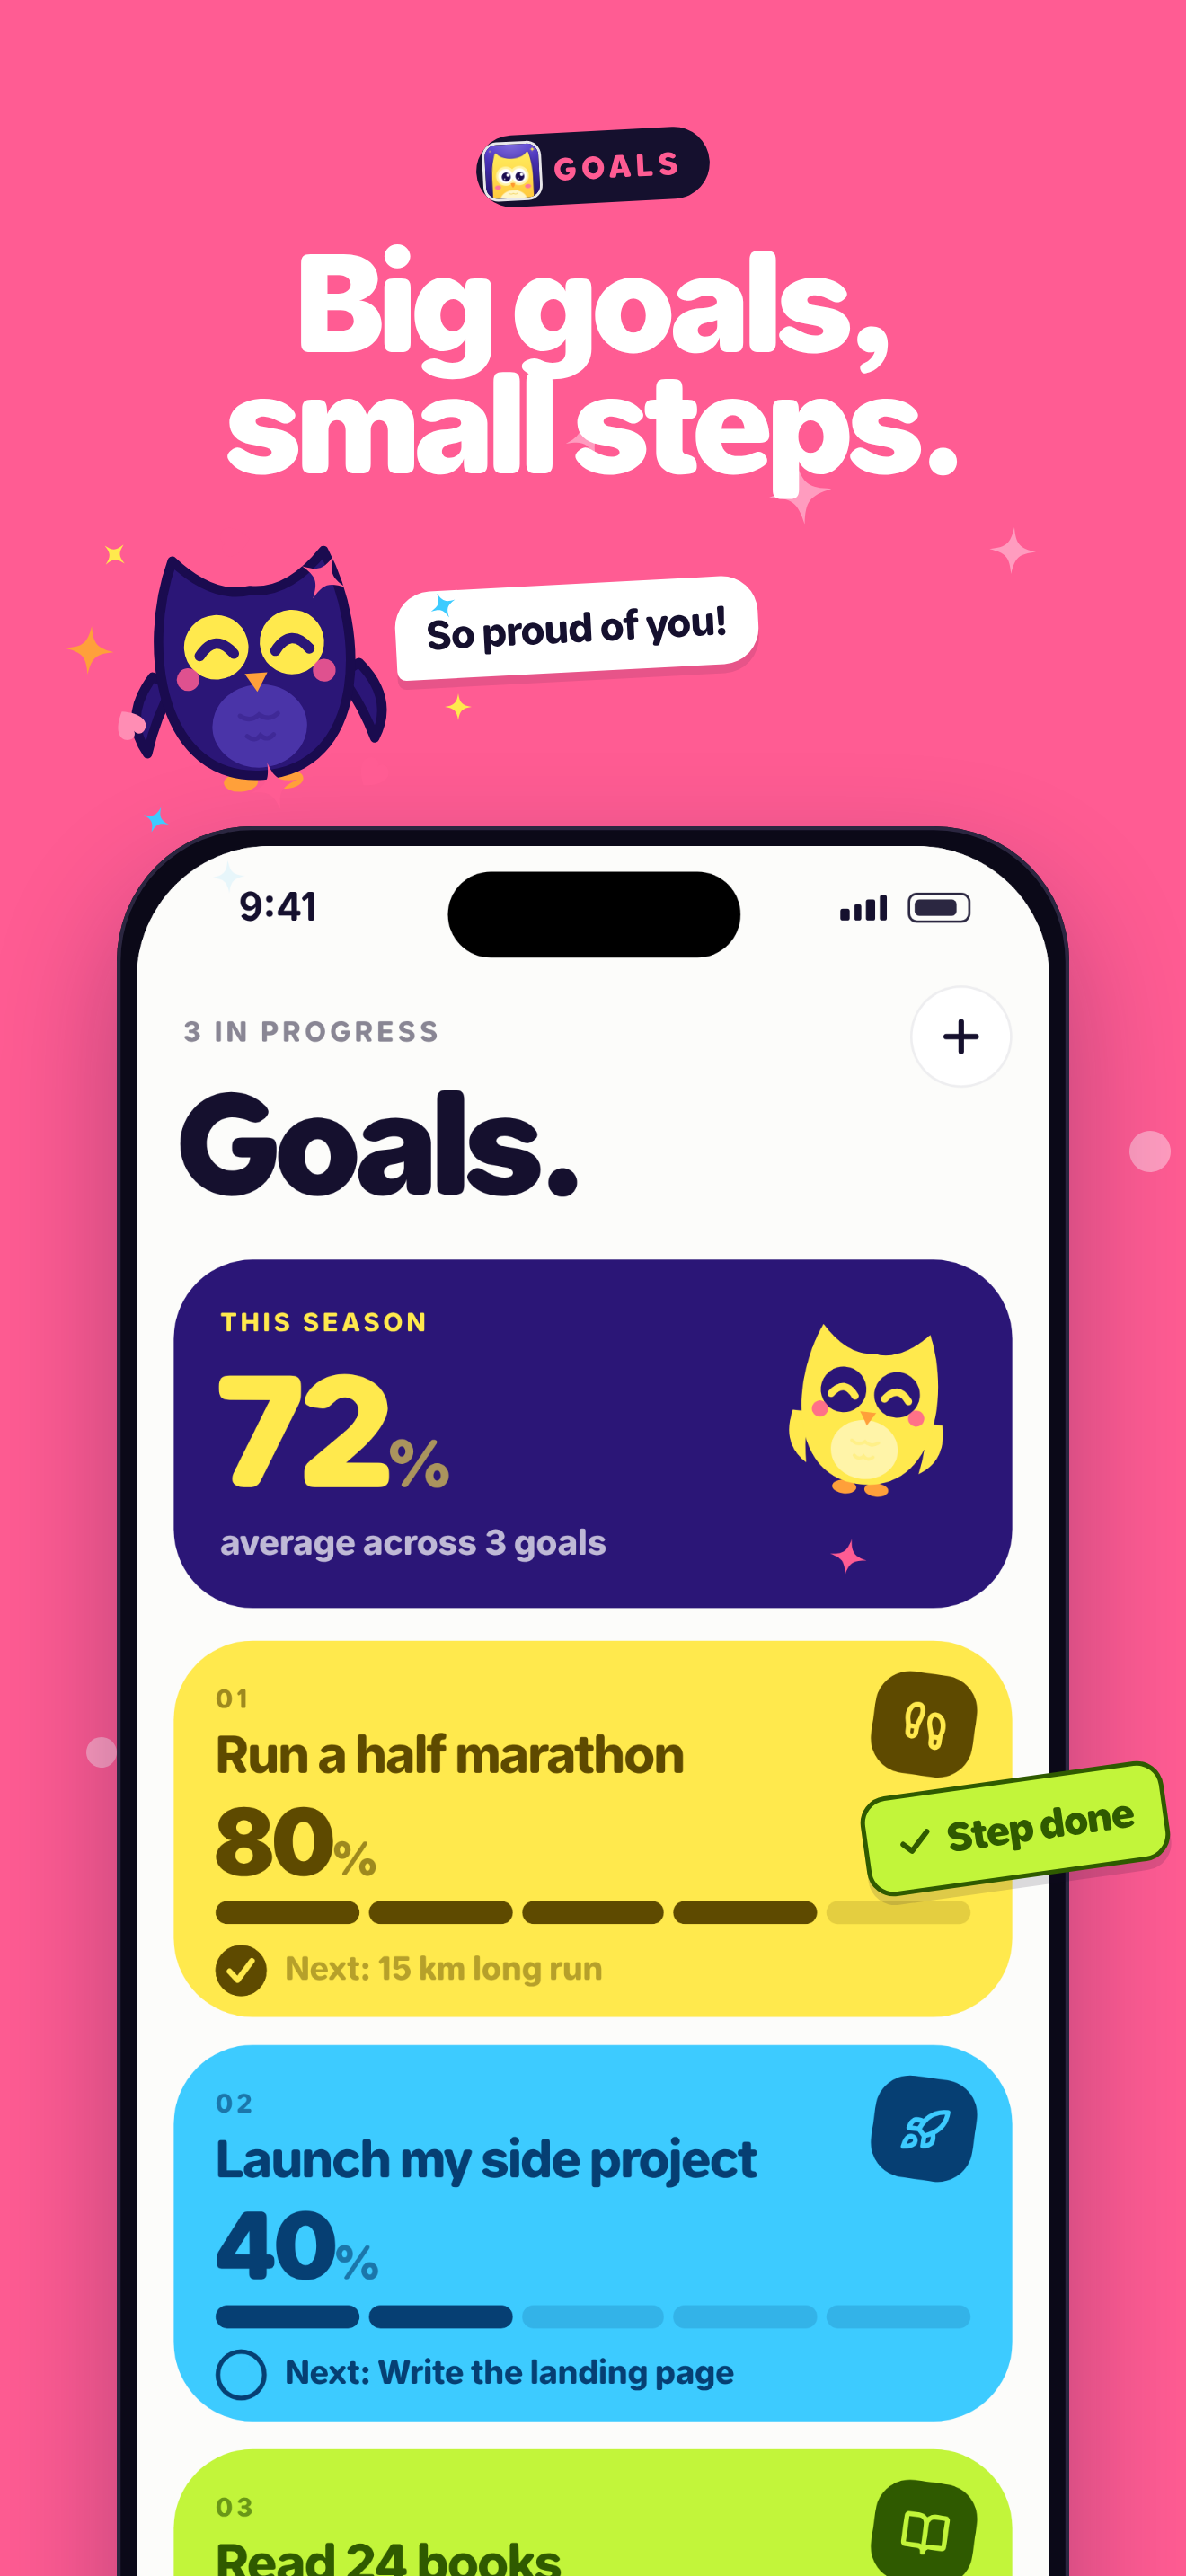 GOALS
Big goals,
small steps.
So proud of you!
9:41
3 IN PROGRESS
Goals.
THIS SEASON
72%
average across 3 goals
01
Run a half marathon
80%
Step done
Next: 15 km long run
02
Launch my side project
40%
Next: Write the landing page
03
Read 24 books